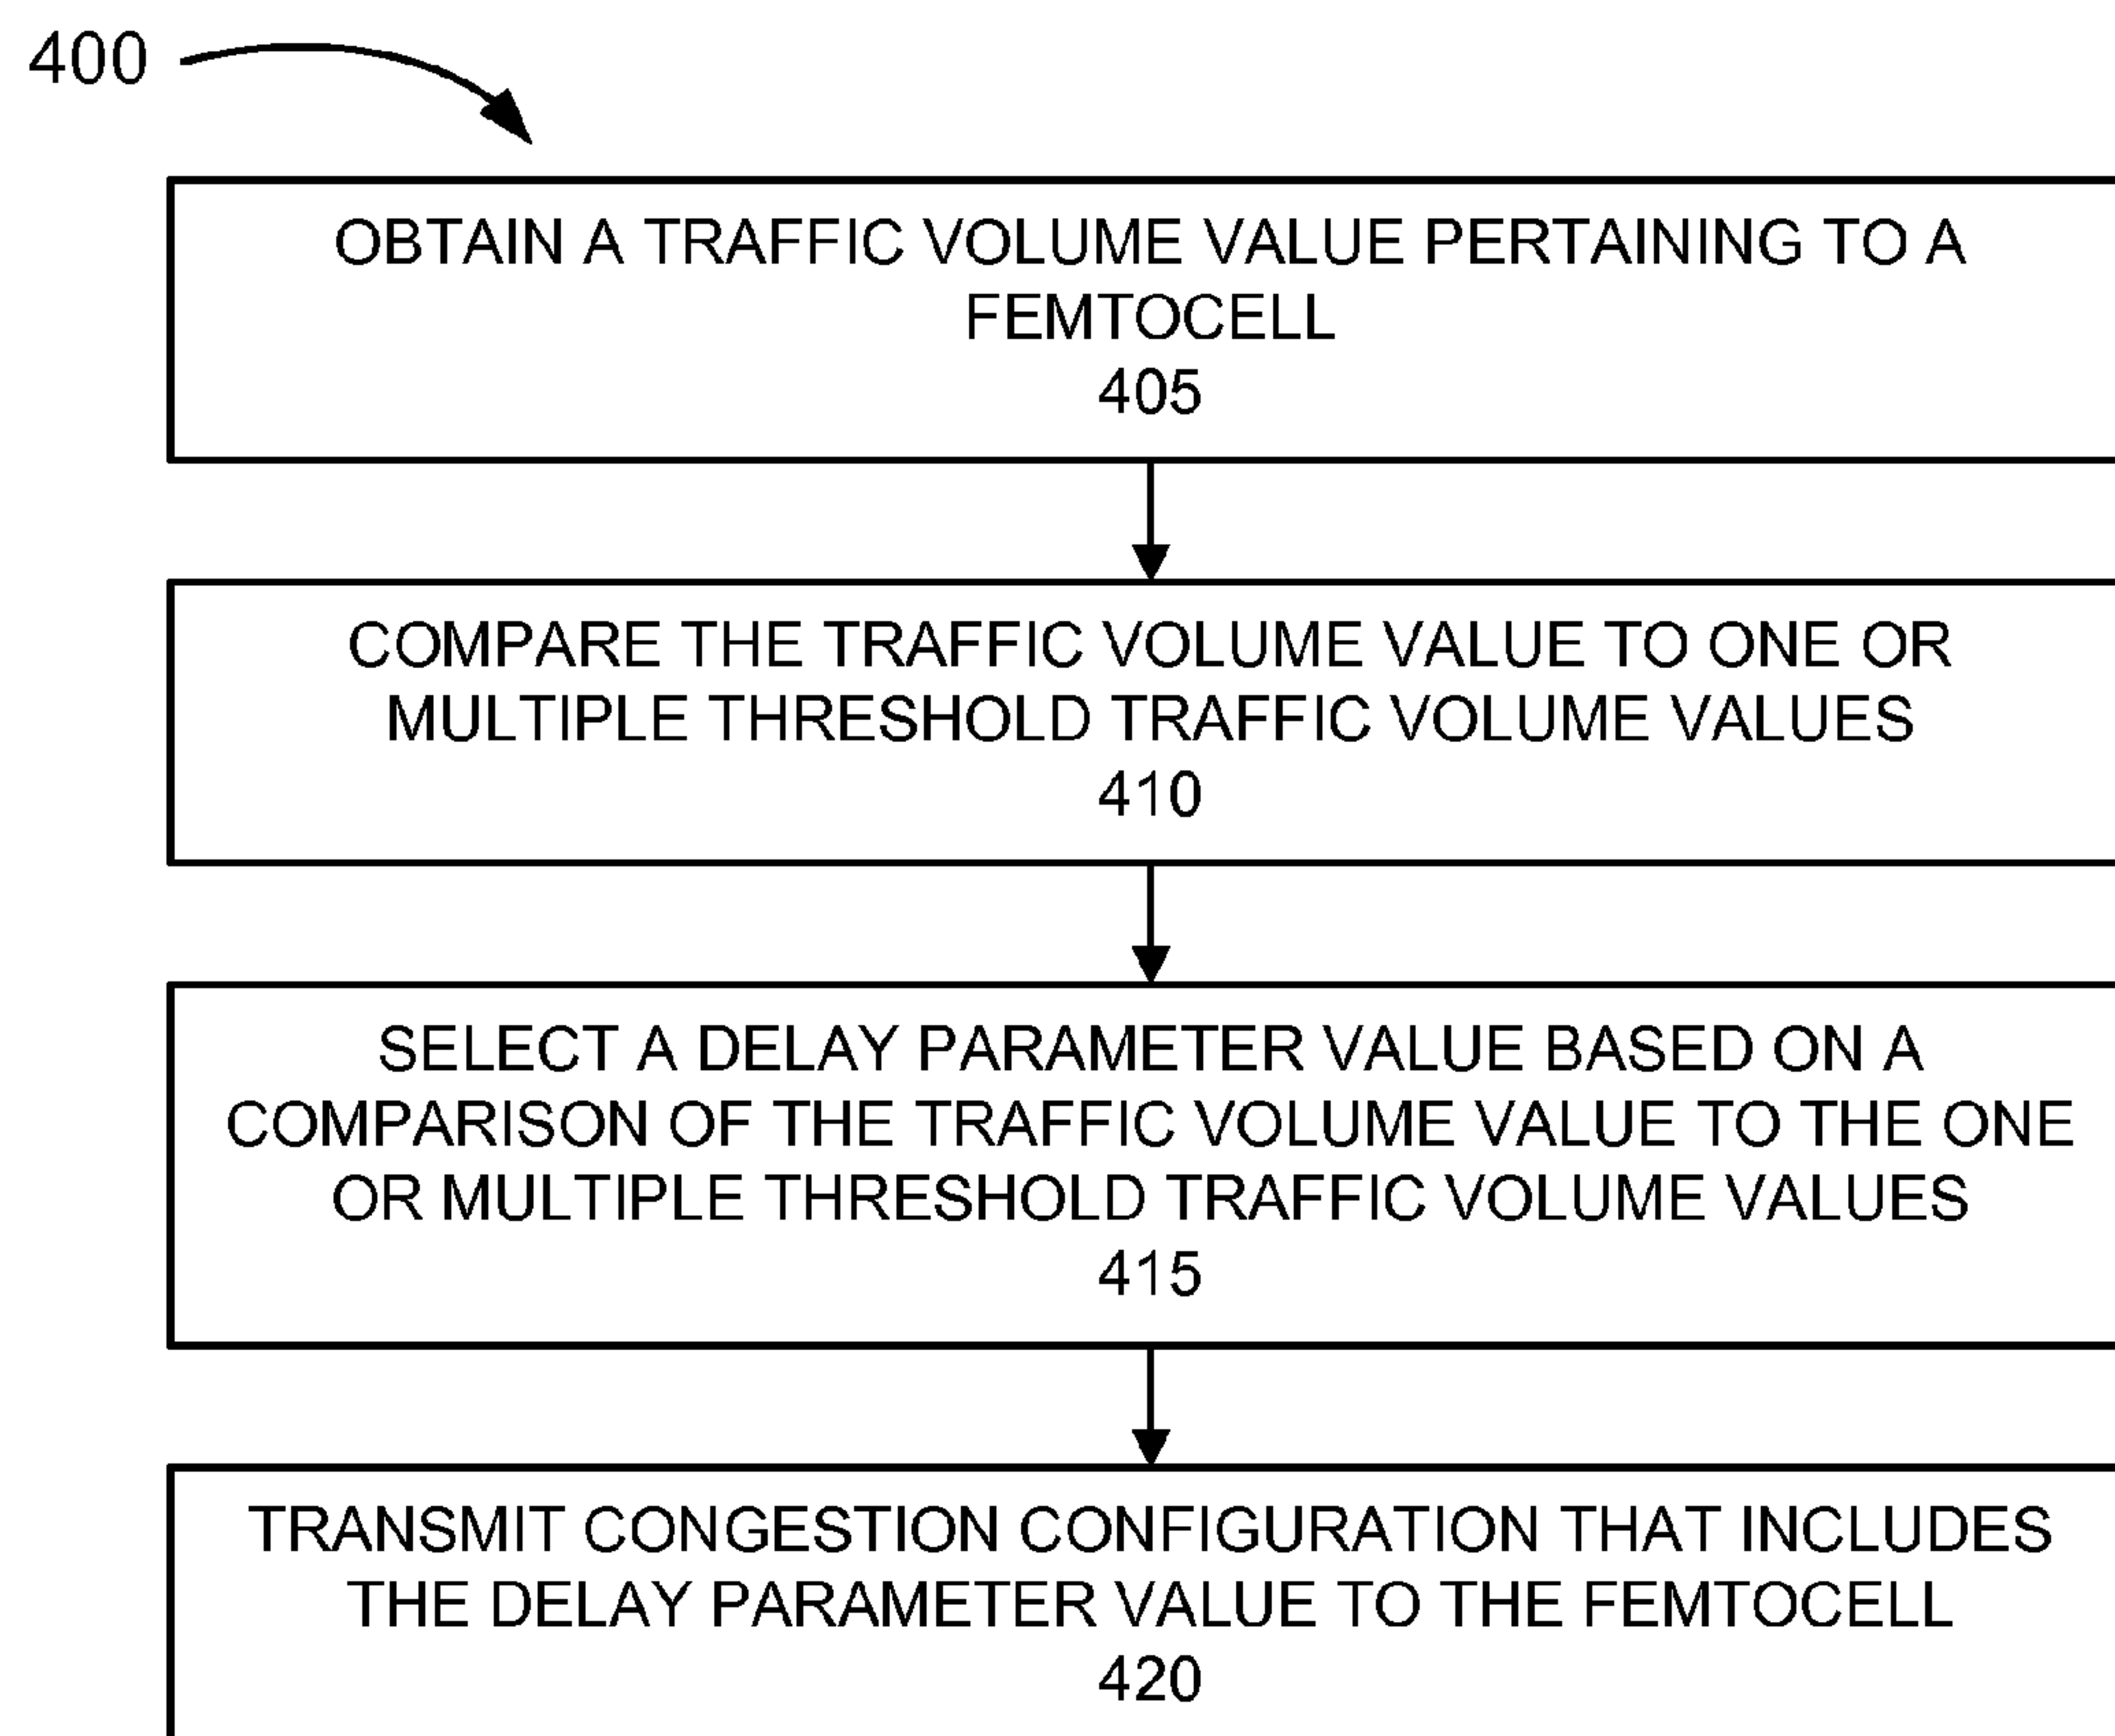 400
OBTAIN A TRAFFIC VOLUME VALUE PERTAINING TO A
FEMTOCELL
405
COMPARE THE TRAFFIC VOLUME VALUE TO ONE OR
MULTIPLE THRESHOLD TRAFFIC VOLUME VALUES
410
SELECT A DELAY PARAMETER VALUE BASED ON A
COMPARISON OF THE TRAFFIC VOLUME VALUE TO THE ONE
OR MULTIPLE THRESHOLD TRAFFIC VOLUME VALUES
415
TRANSMIT CONGESTION CONFIGURATION THAT INCLUDES
THE DELAY PARAMETER VALUE TO THE FEMTOCELL
420